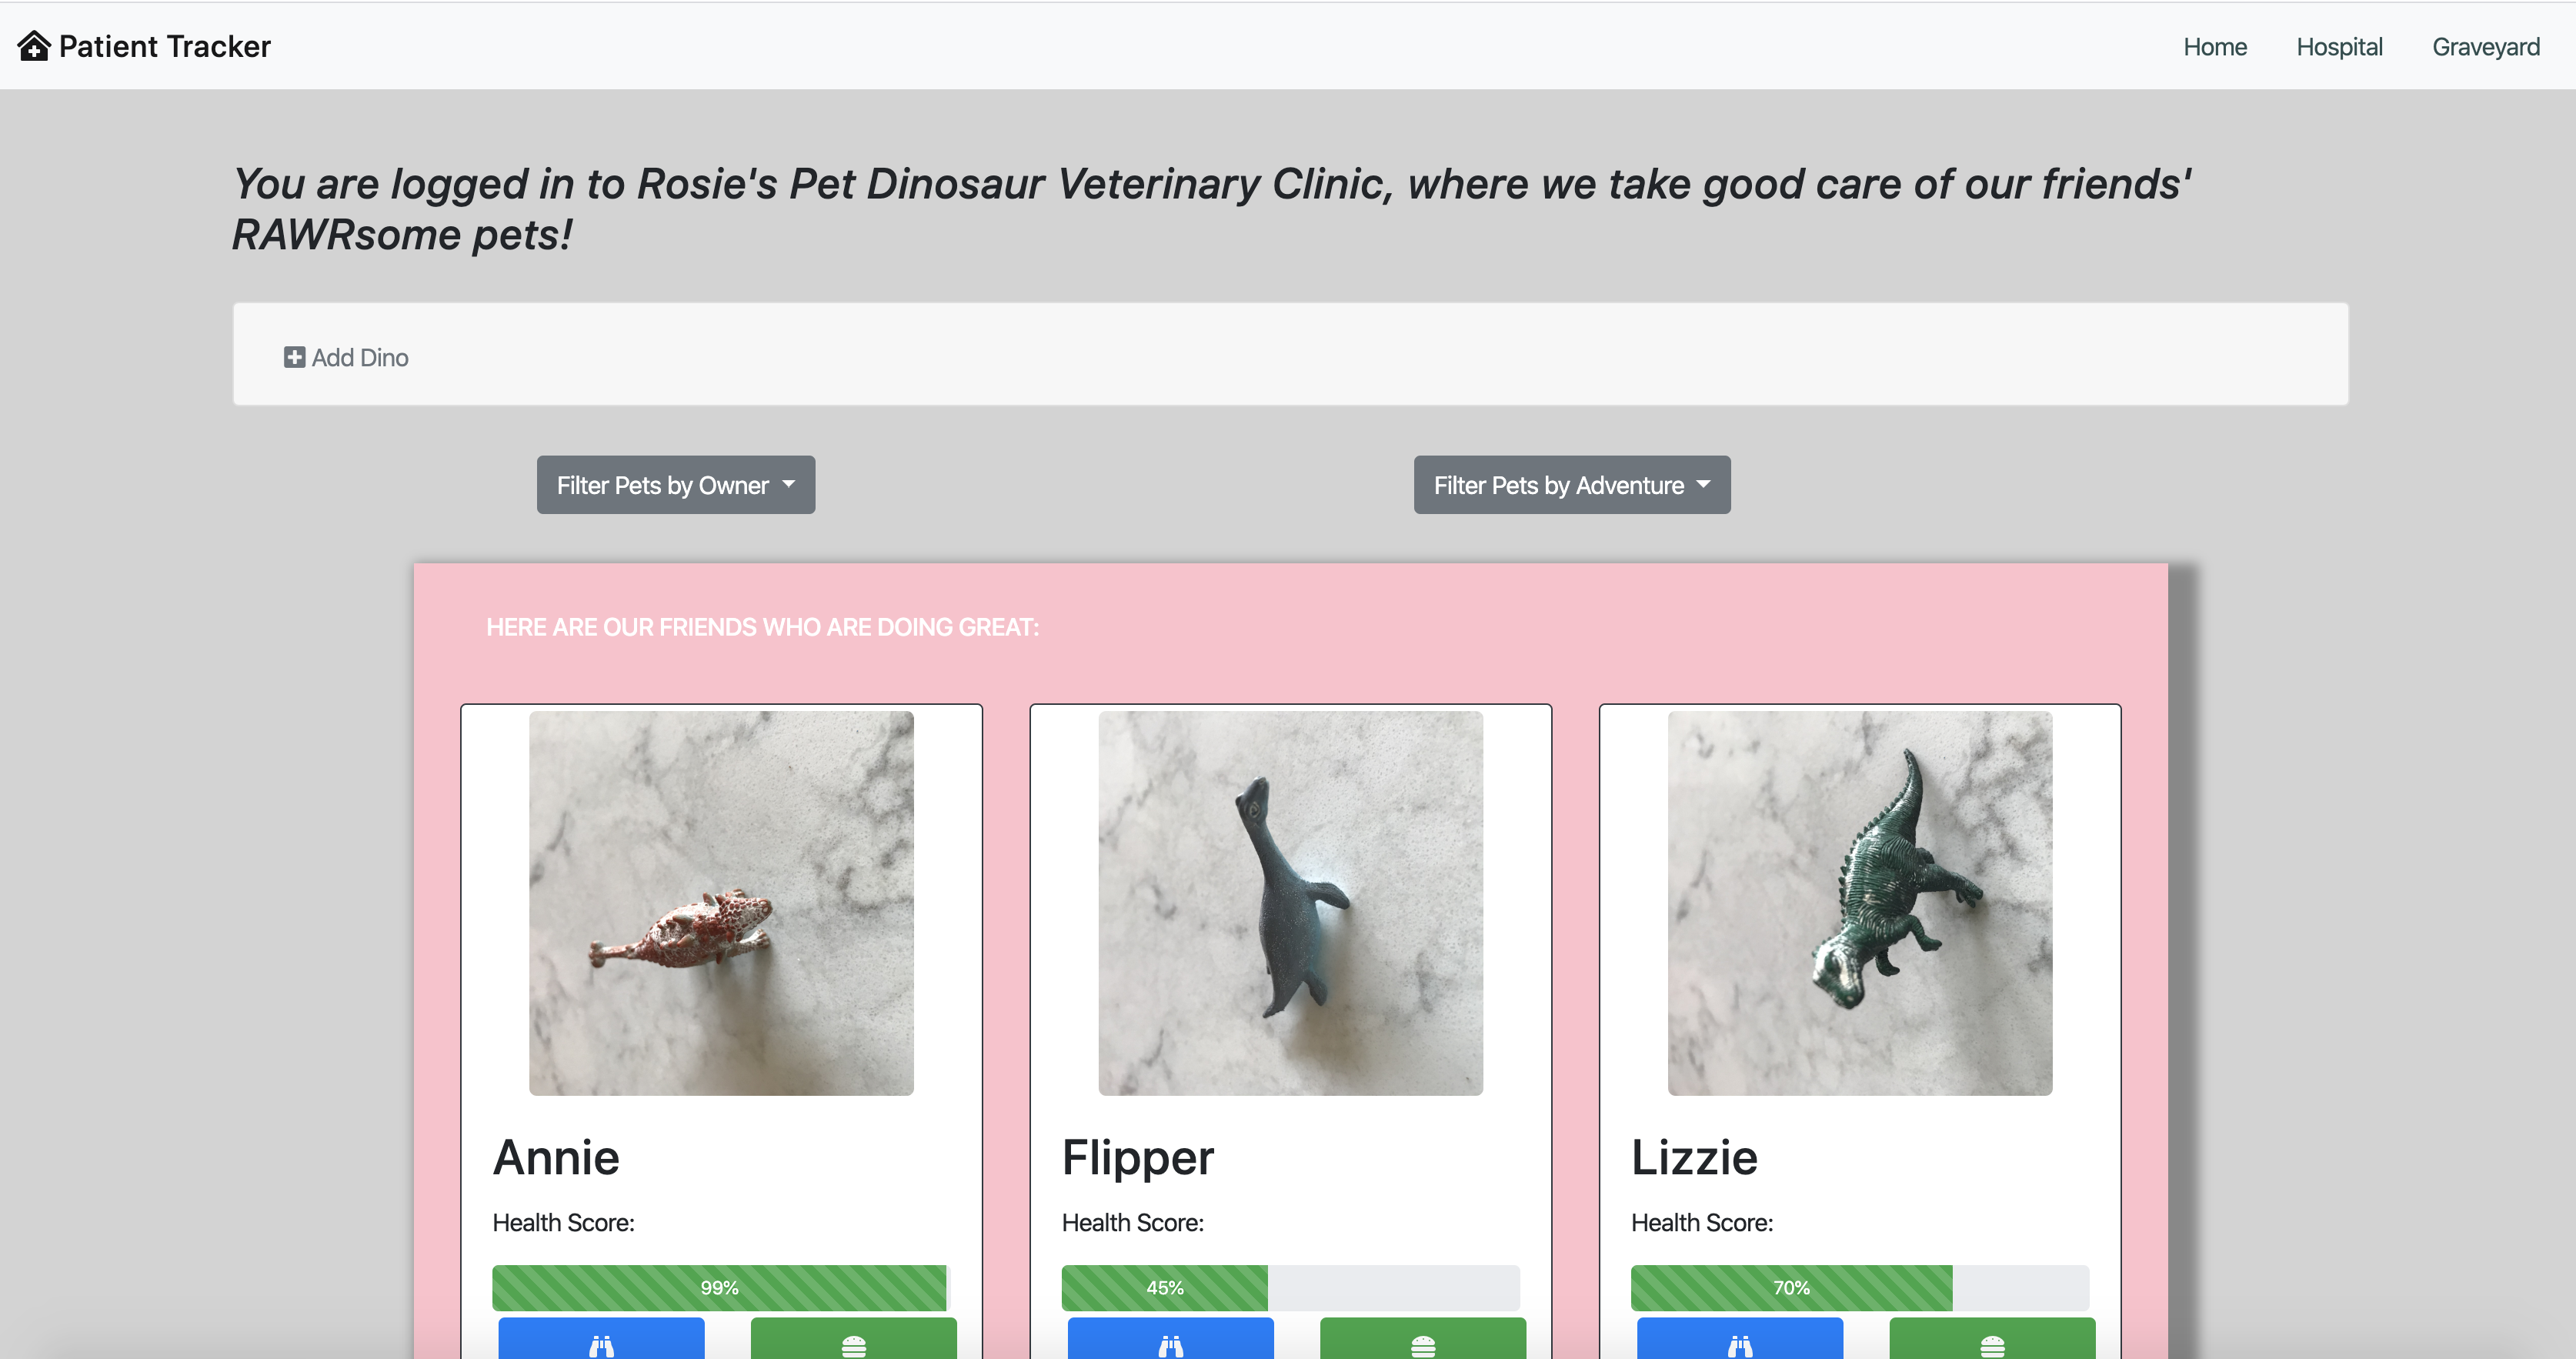 Patient Tracker
Home Hospital Graveyard
You are logged in to Rosie's Pet Dinosaur Veterinary Clinic, where we take good care of our friends'
RAWRsome pets!
Add Dino
Filter Pets by Owner Filter Pets by Adventure
HERE ARE OUR FRIENDS WHO ARE DOING GREAT:
Annie
Health Score:
99%
Flipper
Health Score:
45%
Lizzie
Health Score:
70%